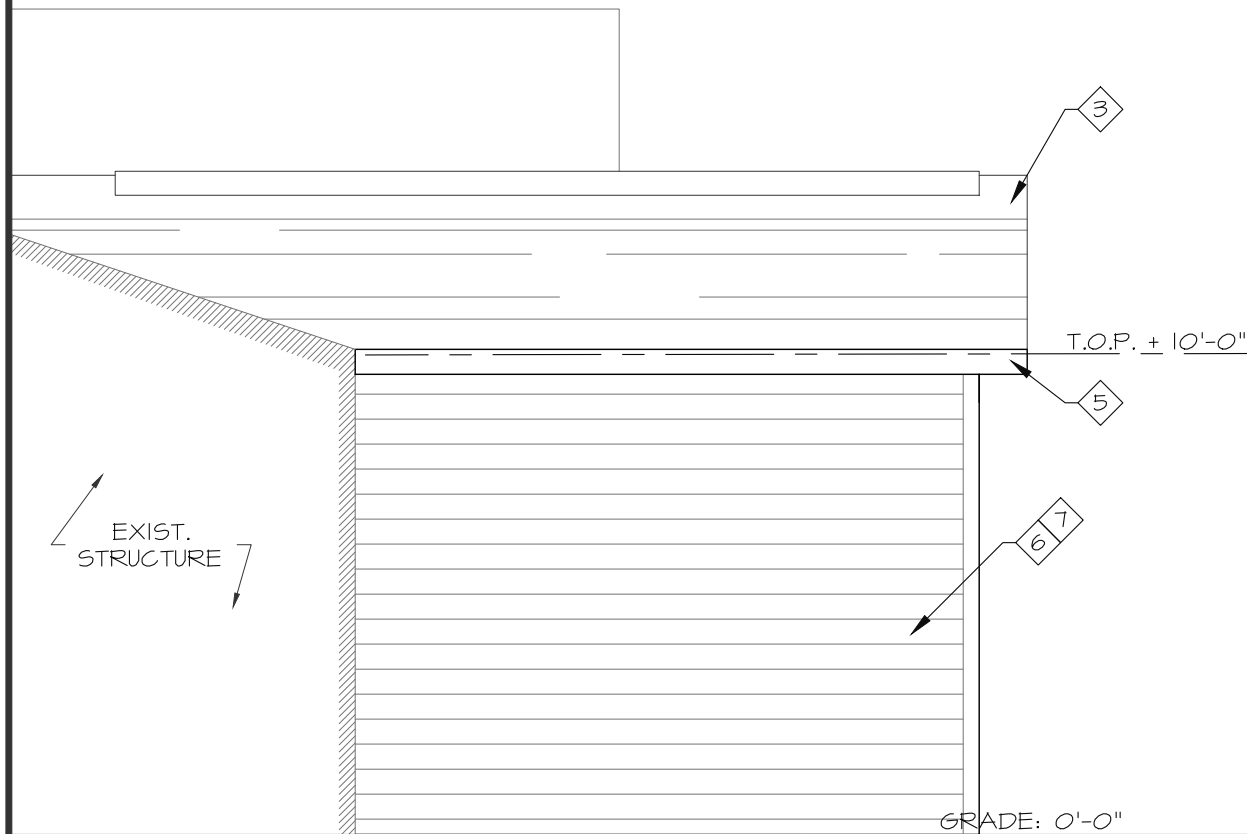 3
T.O.P. + 10'-0"
5
EXIST.
STRUCTURE
6 7
GRADE: 0'-0"